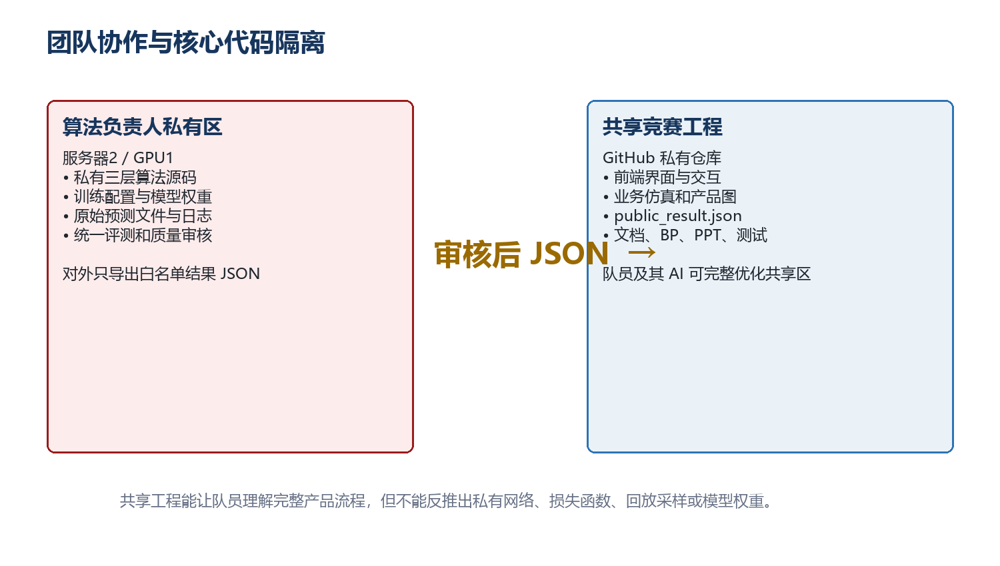 团队协作与核心代码隔离
算法负责人私有区
服务器2 / GPU1
• 私有三层算法源码
• 训练配置与模型权重
• 原始预测文件与日志
• 统一评测和质量审核
对外只导出白名单结果 JSON
审核后 JSON →
共享竞赛工程
GitHub 私有仓库
• 前端界面与交互
• 业务仿真和产品图
• public_result.json
• 文档、BP、PPT、测试
队员及其 AI 可完整优化共享区
共享工程能让队员理解完整产品流程，但不能反推出私有网络、损失函数、回放采样或模型权重。